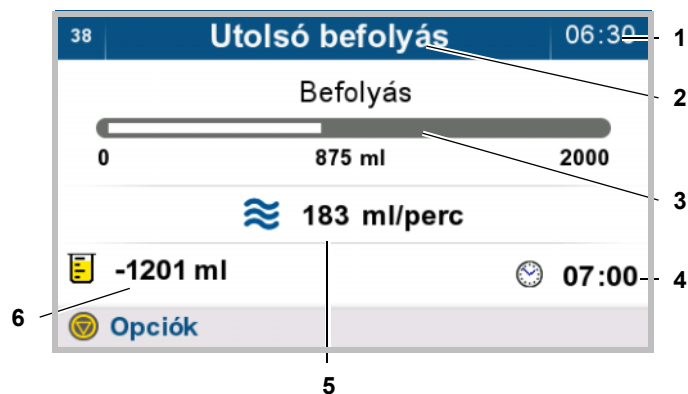 38 Utolsó befolyás 06:30 1
2
Befolyás
0 875 ml 2000
3
183 ml/perc
-1201 ml 07:00 4
6
Opciók
5